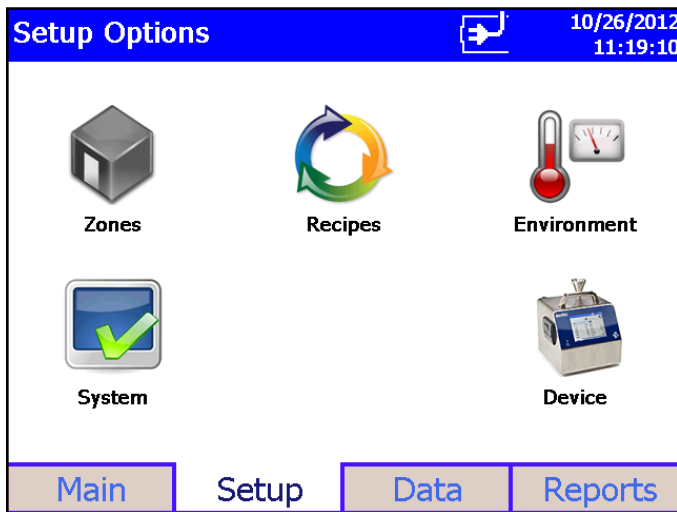 Setup Options
10/26/2012
11:19:10
Zones
Recipes
Environment
System
Device
Main
Setup
Data
Reports